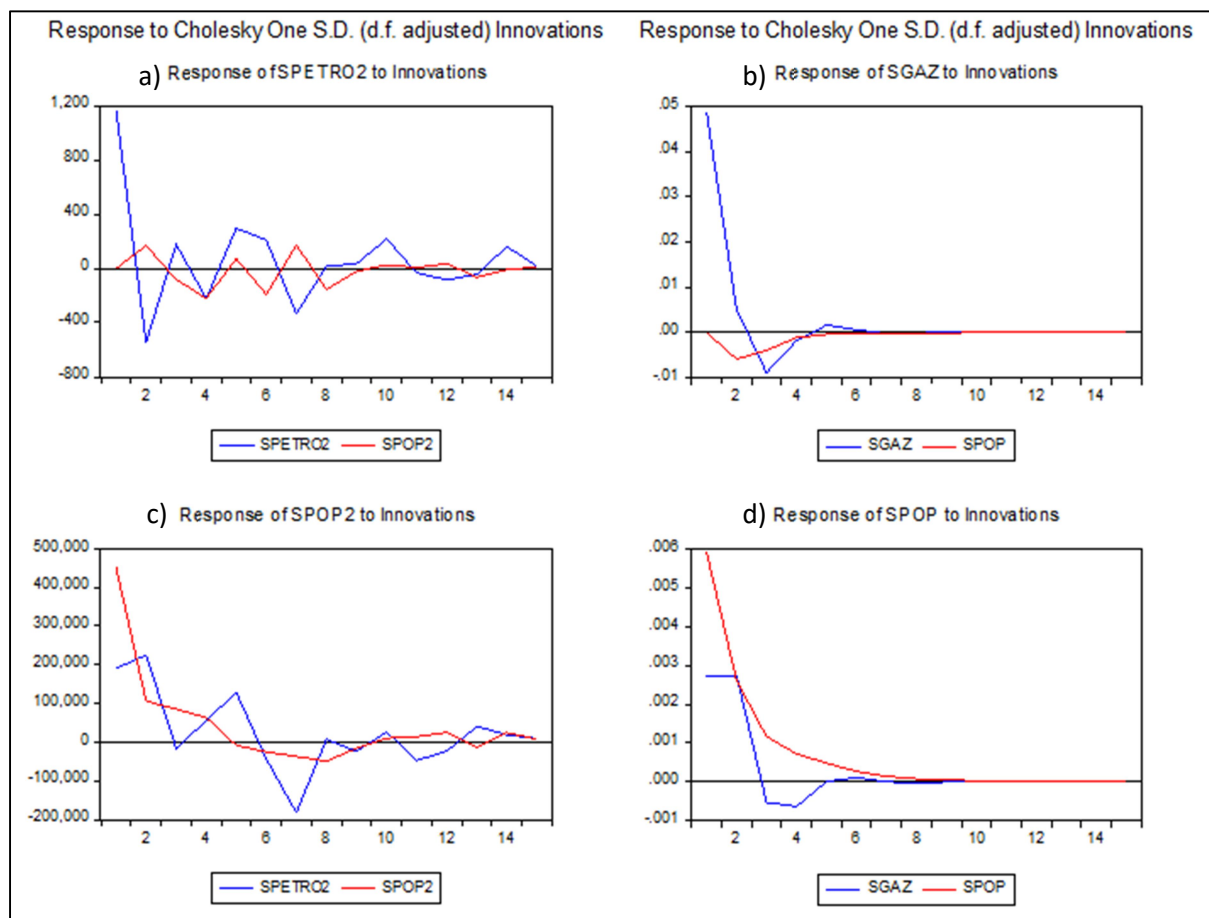 Response to Cholesky One S.D. (d.f. adjusted) Innovations
a) Response of SPETRO2 to Innovations
1,200
800
400
0
-400
-800
2 4 6 8 10 12 14
SPETRO2 SPOP2
Response to Cholesky One S.D. (d.f. adjusted) Innovations
b) Response of SGAZ to Innovations
.05
.04
.03
.02
.01
.00
-.01
2 4 6 8 10 12 14
SGAZ SPOP
c) Response of SPOP2 to Innovations
500,000
400,000
300,000
200,000
100,000
0
-100,000
-200,000
2 4 6 8 10 12 14
SPETRO2 SPOP2
d) Response of SPOP to Innovations
.006
.005
.004
.003
.002
.001
.000
-.001
2 4 6 8 10 12 14
SGAZ SPOP